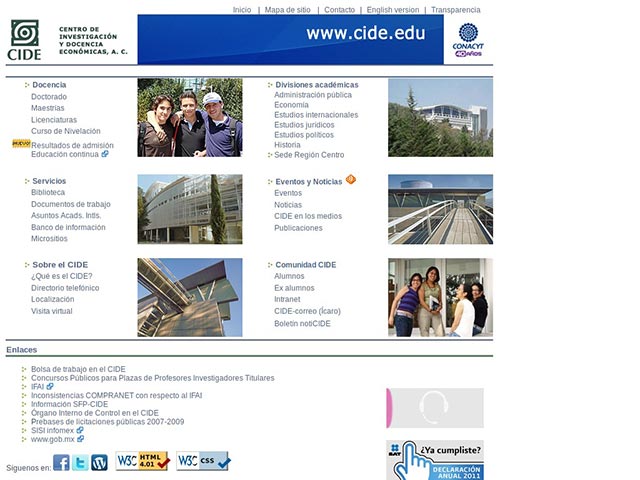 Inicio | Mapa de sitio | Contacto | English version | Transparencia
CIDE
CENTRO DE
INVESTIGACIÓN
Y DOCENCIA
ECONÓMICAS, A. C.
www.cide.edu
CONACYT
40 AÑOS
Docencia
Doctorado
Maestrías
Licenciaturas
Curso de Nivelación
NUEVO
Resultados de admisión
Educación continua
Divisiones académicas
Administración pública
Economía
Estudios internacionales
Estudios jurídicos
Estudios políticos
Historia
Sede Región Centro
Servicios
Biblioteca
Documentos de trabajo
Asuntos Acads. Intls.
Banco de información
Micrositios
Eventos y Noticias
Eventos
Noticias
CIDE en los medios
Publicaciones
Sobre el CIDE
¿Qué es el CIDE?
Directorio telefónico
Localización
Visita virtual
Comunidad CIDE
Alumnos
Ex alumnos
Intranet
CIDE-correo (Ícaro)
Boletín notiCIDE
Enlaces
Bolsa de trabajo en el CIDE
Concursos Públicos para Plazas de Profesores Investigadores Titulares
IFAI
Inconsistencias COMPRANET con respecto al IFAI
Información SFP-CIDE
Órgano Interno de Control en el CIDE
Prebases de licitaciones públicas 2007-2009
SISI infomex
www.gob.mx
Siguenos en:
W3C HTML 4.01
W3C CSS
SAT
¿Ya cumpliste?
DECLARACIÓN
ANUAL 2011